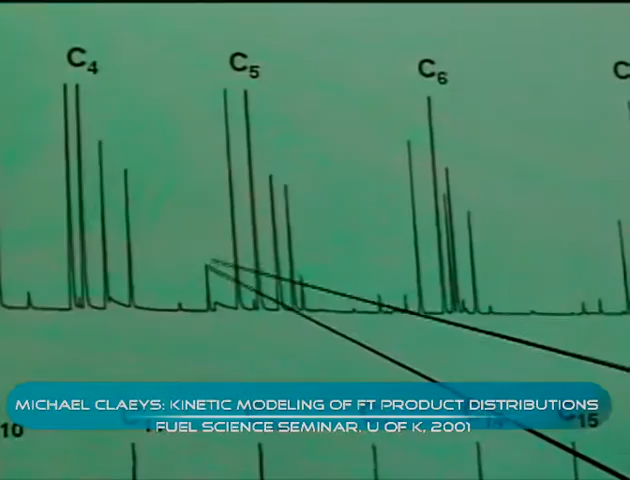 C4
C5
C6
C
MICHAEL CLAEYS: KINETIC MODELING OF FT PRODUCT DISTRIBUTIONS
FUEL SCIENCE SEMINAR, U OF K, 2001
10
15